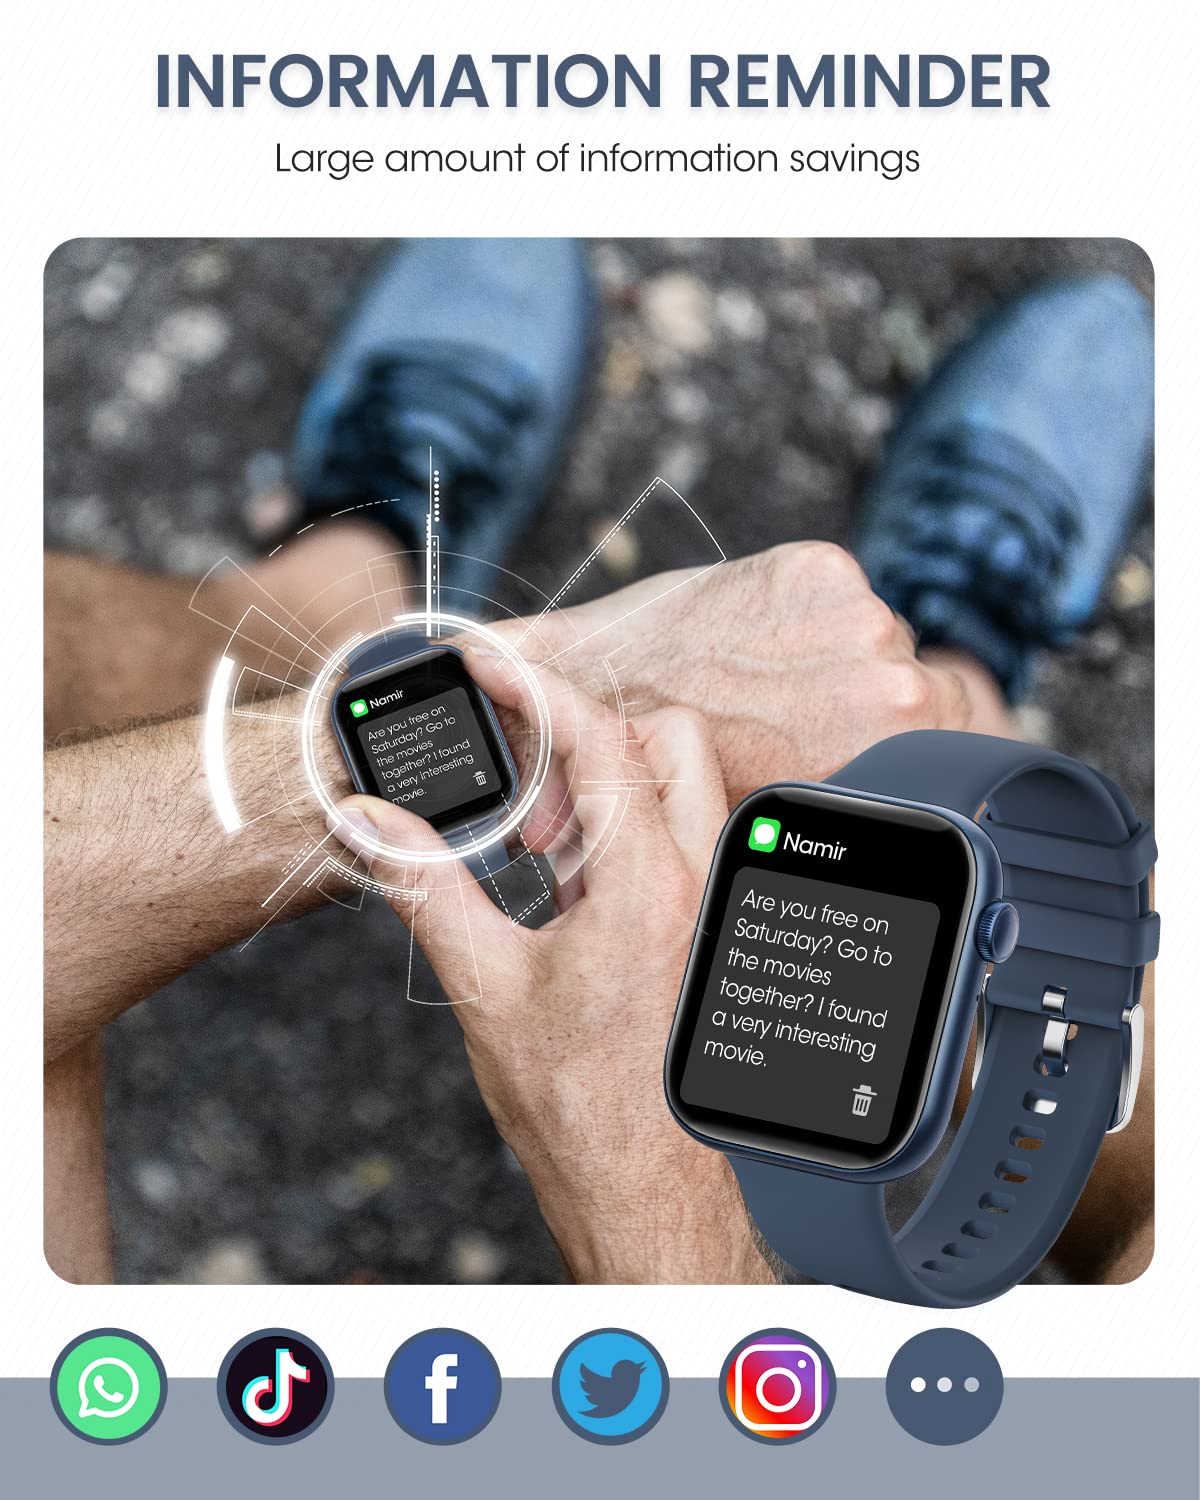 INFORMATION REMINDER
Large amount of information savings
Namir
Are you free on
Saturday? Go to
the movies
together? I found
a very interesting
movie.
Namir
Are you free on
Saturday? Go to
the movies
together? I found
a very interesting
movie.